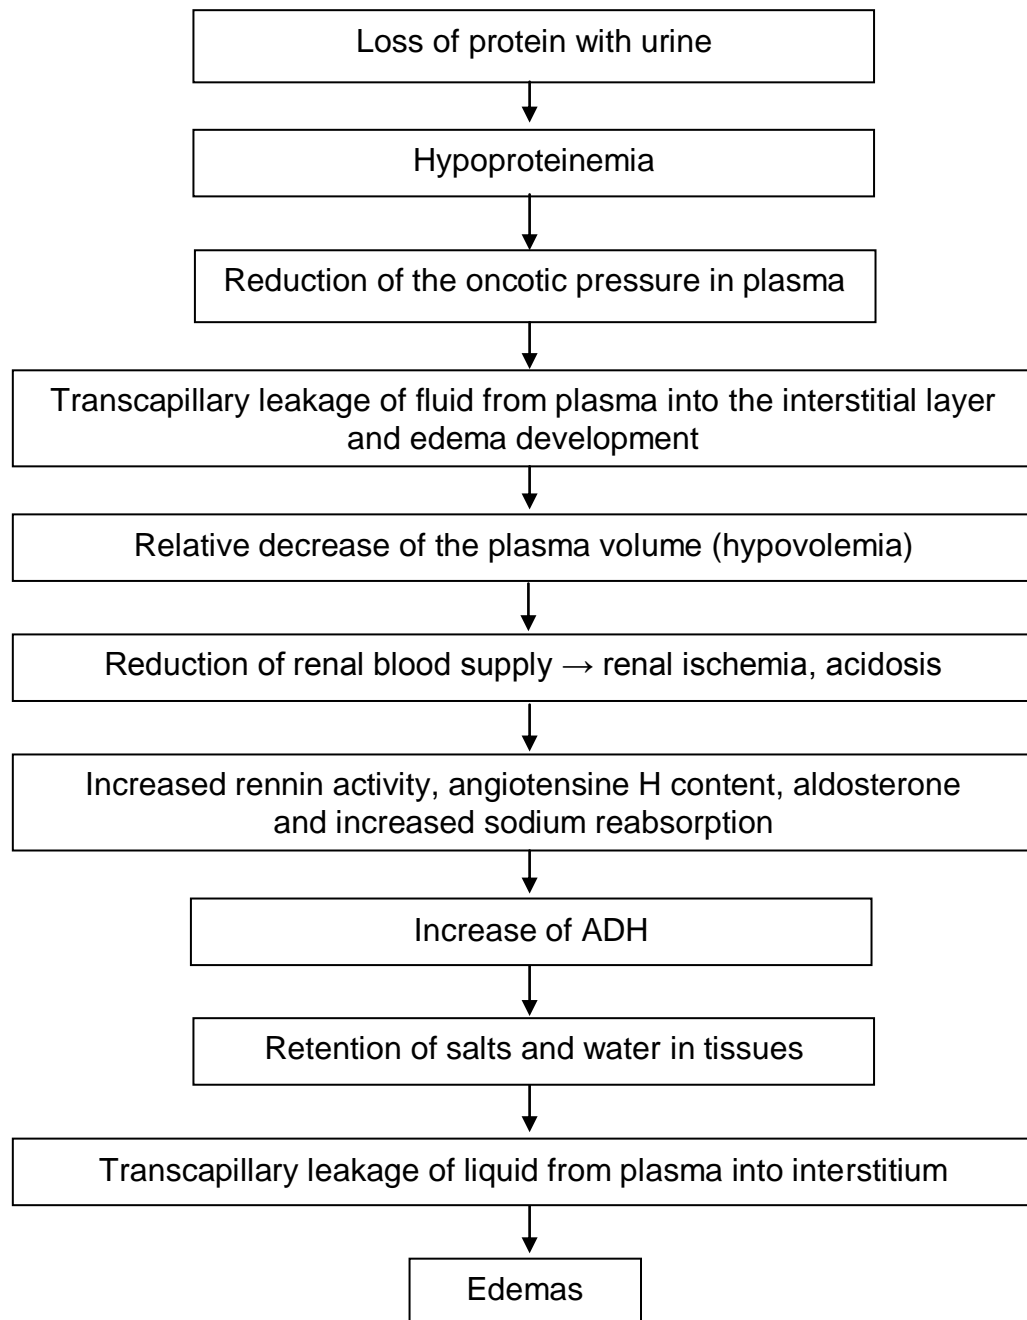 Loss of protein with urine
Hypoproteinemia
Reduction of the oncotic pressure in plasma
Transcapillary leakage of fluid from plasma into the interstitial layer
and edema development
Relative decrease of the plasma volume (hypovolemia)
Reduction of renal blood supply → renal ischemia, acidosis
Increased rennin activity, angiotensine H content, aldosterone
and increased sodium reabsorption
Increase of ADH
Retention of salts and water in tissues
Transcapillary leakage of liquid from plasma into interstitium
Edemas